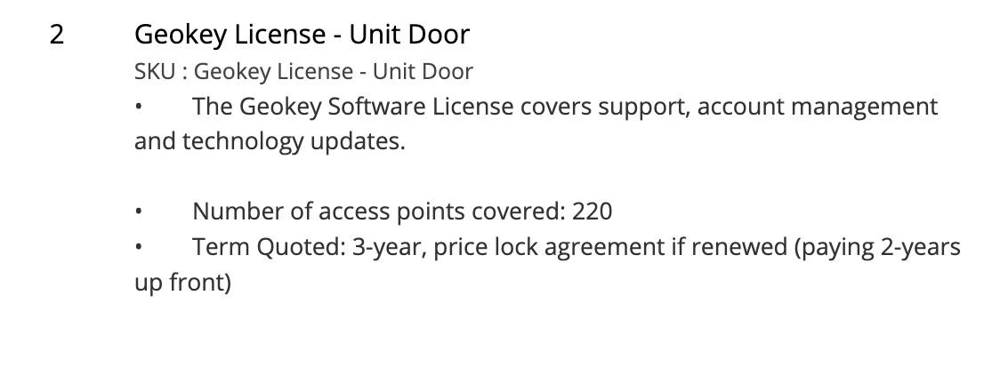 2 Geokey License - Unit Door
SKU : Geokey License - Unit Door
• The Geokey Software License covers support, account management
and technology updates.
• Number of access points covered: 220
• Term Quoted: 3-year, price lock agreement if renewed (paying 2-years
up front)